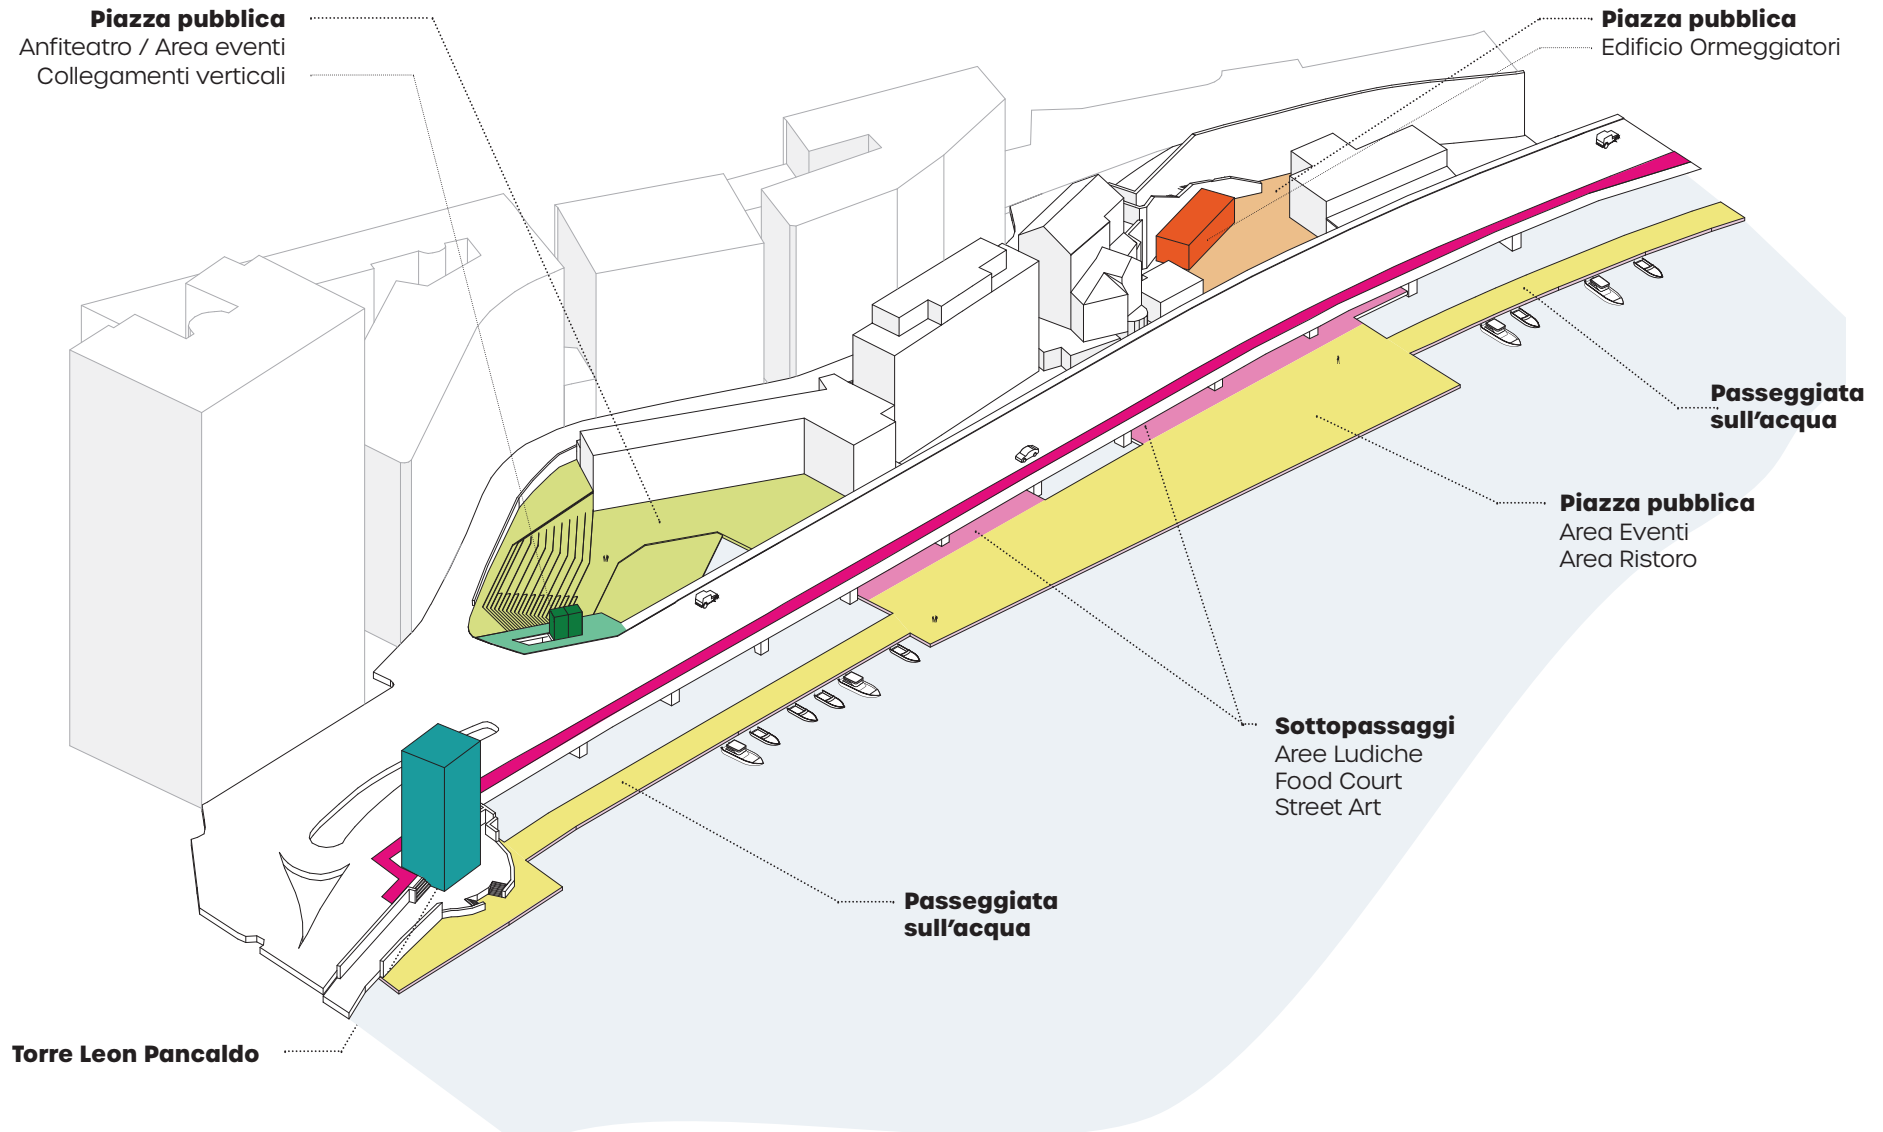 Piazza pubblica
Anfiteatro / Area eventi
Collegamenti verticali
Piazza pubblica
Edificio Ormeggiatori
Passeggiata
sull'acqua
Piazza pubblica
Area Eventi
Area Ristoro
Sottopassaggi
Aree Ludiche
Food Court
Street Art
Passeggiata
sull'acqua
Torre Leon Pancaldo